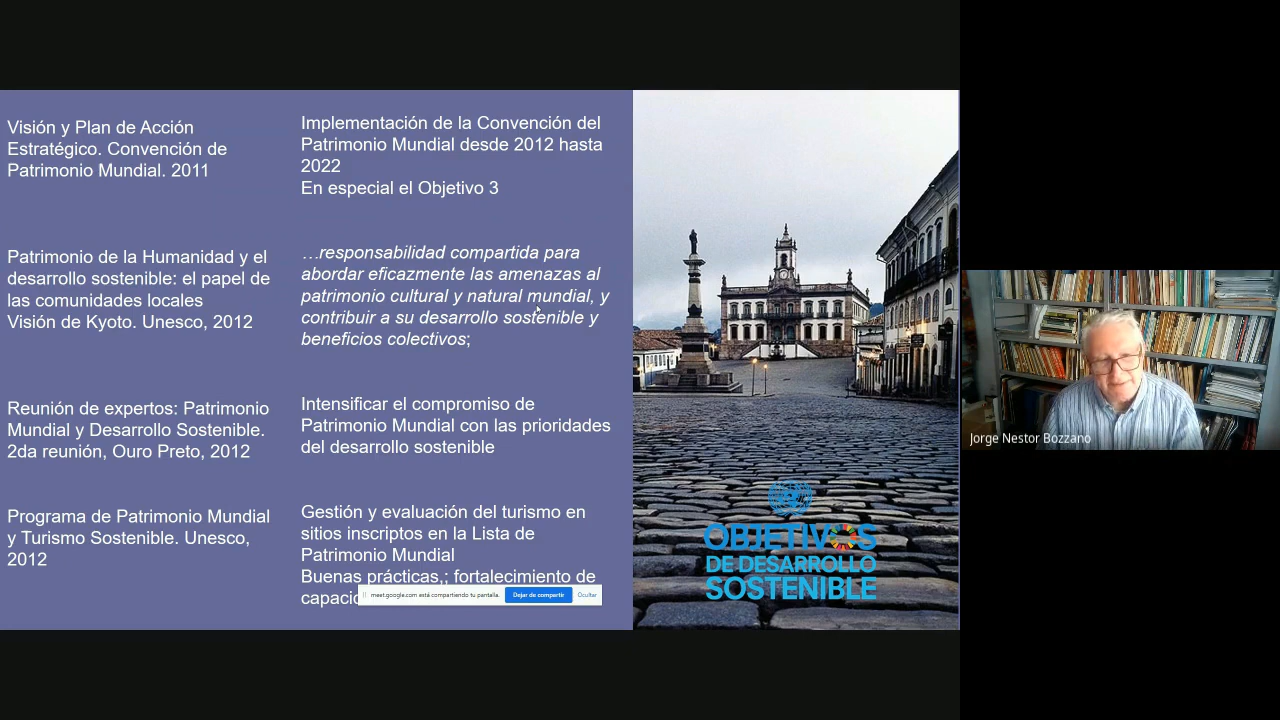 Visión y Plan de Acción
Estratégico. Convención de
Patrimonio Mundial. 2011
Implementación de la Convención del
Patrimonio Mundial desde 2012 hasta
2022
En especial el Objetivo 3
Patrimonio de la Humanidad y el
desarrollo sostenible: el papel de
las comunidades locales
Visión de Kyoto. Unesco, 2012
…responsabilidad compartida para
abordar eficazmente las amenazas al
patrimonio cultural y natural mundial, y
contribuir a su desarrollo sostenible y
beneficios colectivos;
Reunión de expertos: Patrimonio
Mundial y Desarrollo Sostenible.
2da reunión, Ouro Preto, 2012
Intensificar el compromiso de
Patrimonio Mundial con las prioridades
del desarrollo sostenible
Programa de Patrimonio Mundial
y Turismo Sostenible. Unesco,
2012
Gestión y evaluación del turismo en
sitios inscriptos en la Lista de
Patrimonio Mundial
Buenas prácticas,; fortalecimiento de
meet.google.com está compartiendo tu pantalla. Dejar de compartir Ocultar
OBJETIVOS
DE DESARROLLO
SOSTENIBLE
Jorge Nestor Bozzano